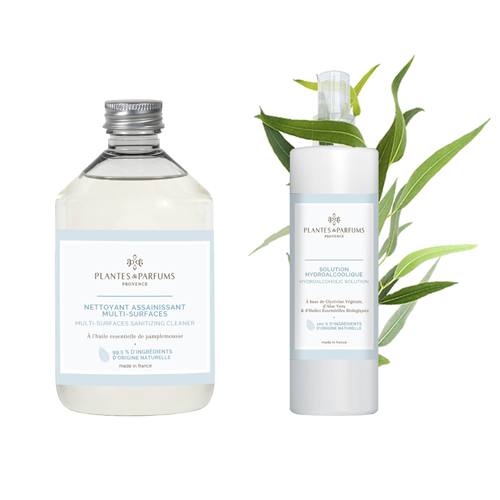 PLANTES & PARFUMS
PROVENCE
NETTOYANT ASSAINISSANT
MULTI-SURFACES
MULTI-SURFACES SANITIZING CLEANER
À l'huile essentielle de pamplemousse
99.5 % D'INGRÉDIENTS
D'ORIGINE NATURELLE
made in france
PLANTES & PARFUMS
PROVENCE
SOLUTION
HYDROALCOOLIQUE
HYDROALCOHOLIC SOLUTION
À base de Glycérine Végétale,
d'Aloe Vera
& d'Huiles Essentielles Biologiques
100 % D'INGRÉDIENTS
D'ORIGINE NATURELLE
made in france